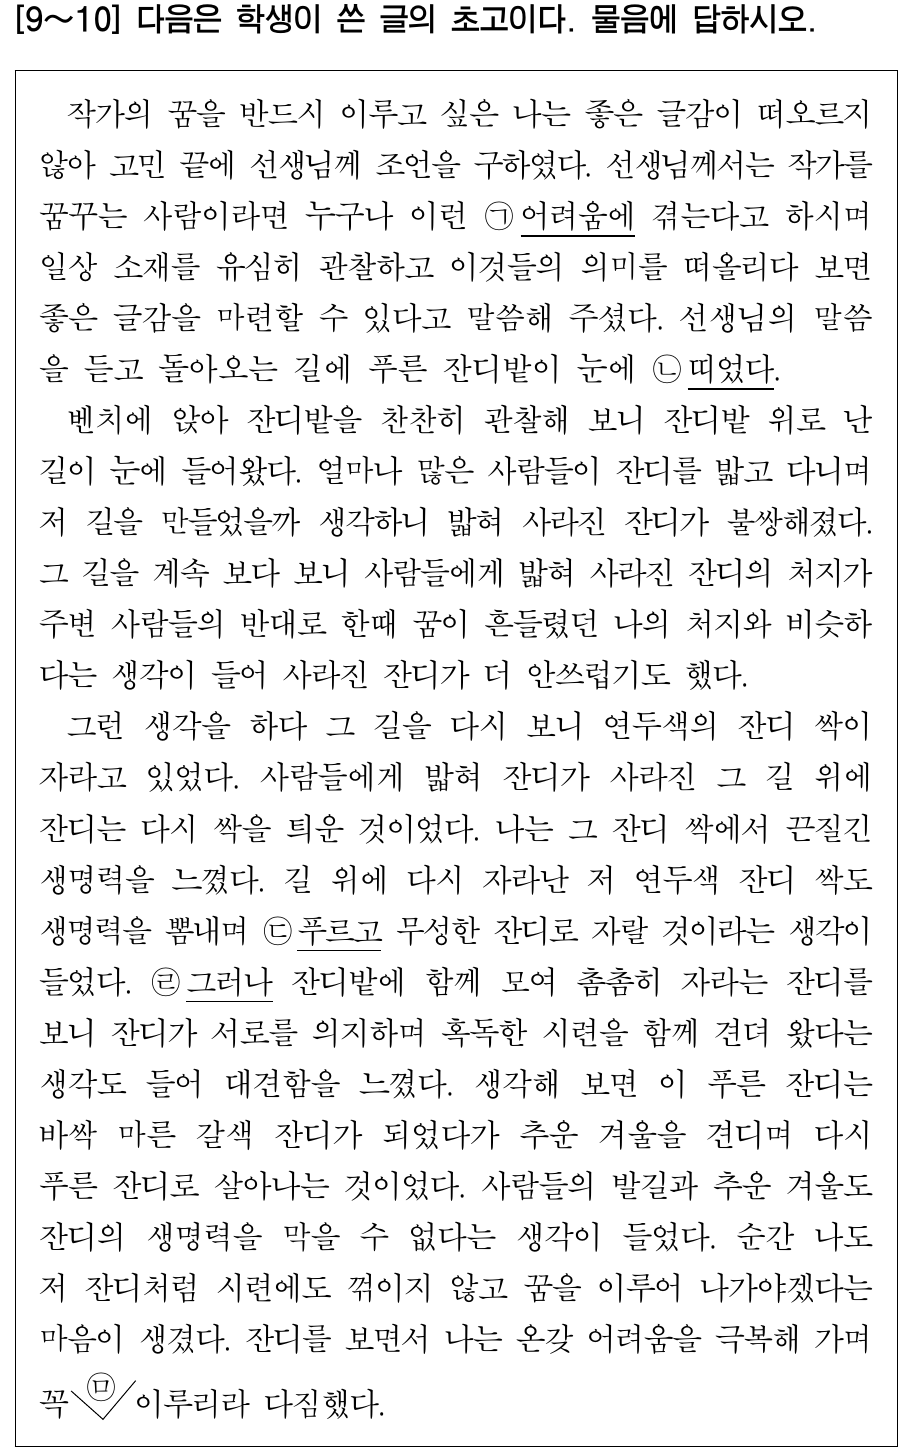 [9~10] 다음은 학생이 쓴 글의 초고이다. 물음에 답하시오.
작가의 꿈을 반드시 이루고 싶은 나는 좋은 글감이 떠오르지
않아 고민 끝에 선생님께 조언을 구하였다. 선생님께서는 작가를
꿈꾸는 사람이라면 누구나 이런 ㉠어려움에 겪는다고 하시며
일상 소재를 유심히 관찰하고 이것들의 의미를 떠올리다 보면
좋은 글감을 마련할 수 있다고 말씀해 주셨다. 선생님의 말씀
을 듣고 돌아오는 길에 푸른 잔디밭이 눈에 ㉡띠었다.
벤치에 앉아 잔디밭을 찬찬히 관찰해 보니 잔디밭 위로 난
길이 눈에 들어왔다. 얼마나 많은 사람들이 잔디를 밟고 다니며
저 길을 만들었을까 생각하니 밟혀 사라진 잔디가 불쌍해졌다.
그 길을 계속 보다 보니 사람들에게 밟혀 사라진 잔디의 처지가
주변 사람들의 반대로 한때 꿈이 흔들렸던 나의 처지와 비슷하
다는 생각이 들어 사라진 잔디가 더 안쓰럽기도 했다.
그런 생각을 하다 그 길을 다시 보니 연두색의 잔디 싹이
자라고 있었다. 사람들에게 밟혀 잔디가 사라진 그 길 위에
잔디는 다시 싹을 틔운 것이었다. 나는 그 잔디 싹에서 끈질긴
생명력을 느꼈다. 길 위에 다시 자라난 저 연두색 잔디 싹도
생명력을 뽐내며 ㉢푸르고 무성한 잔디로 자랄 것이라는 생각이
들었다. ㉣그러나 잔디밭에 함께 모여 촘촘히 자라는 잔디를
보니 잔디가 서로를 의지하며 혹독한 시련을 함께 견뎌 왔다는
생각도 들어 대견함을 느꼈다. 생각해 보면 이 푸른 잔디는
바싹 마른 갈색 잔디가 되었다가 추운 겨울을 견디며 다시
푸른 잔디로 살아나는 것이었다. 사람들의 발길과 추운 겨울도
잔디의 생명력을 막을 수 없다는 생각이 들었다. 순간 나도
저 잔디처럼 시련에도 꺾이지 않고 꿈을 이루어 나가야겠다는
마음이 생겼다. 잔디를 보면서 나는 온갖 어려움을 극복해 가며
꼭 ㉤ 이루리라 다짐했다.